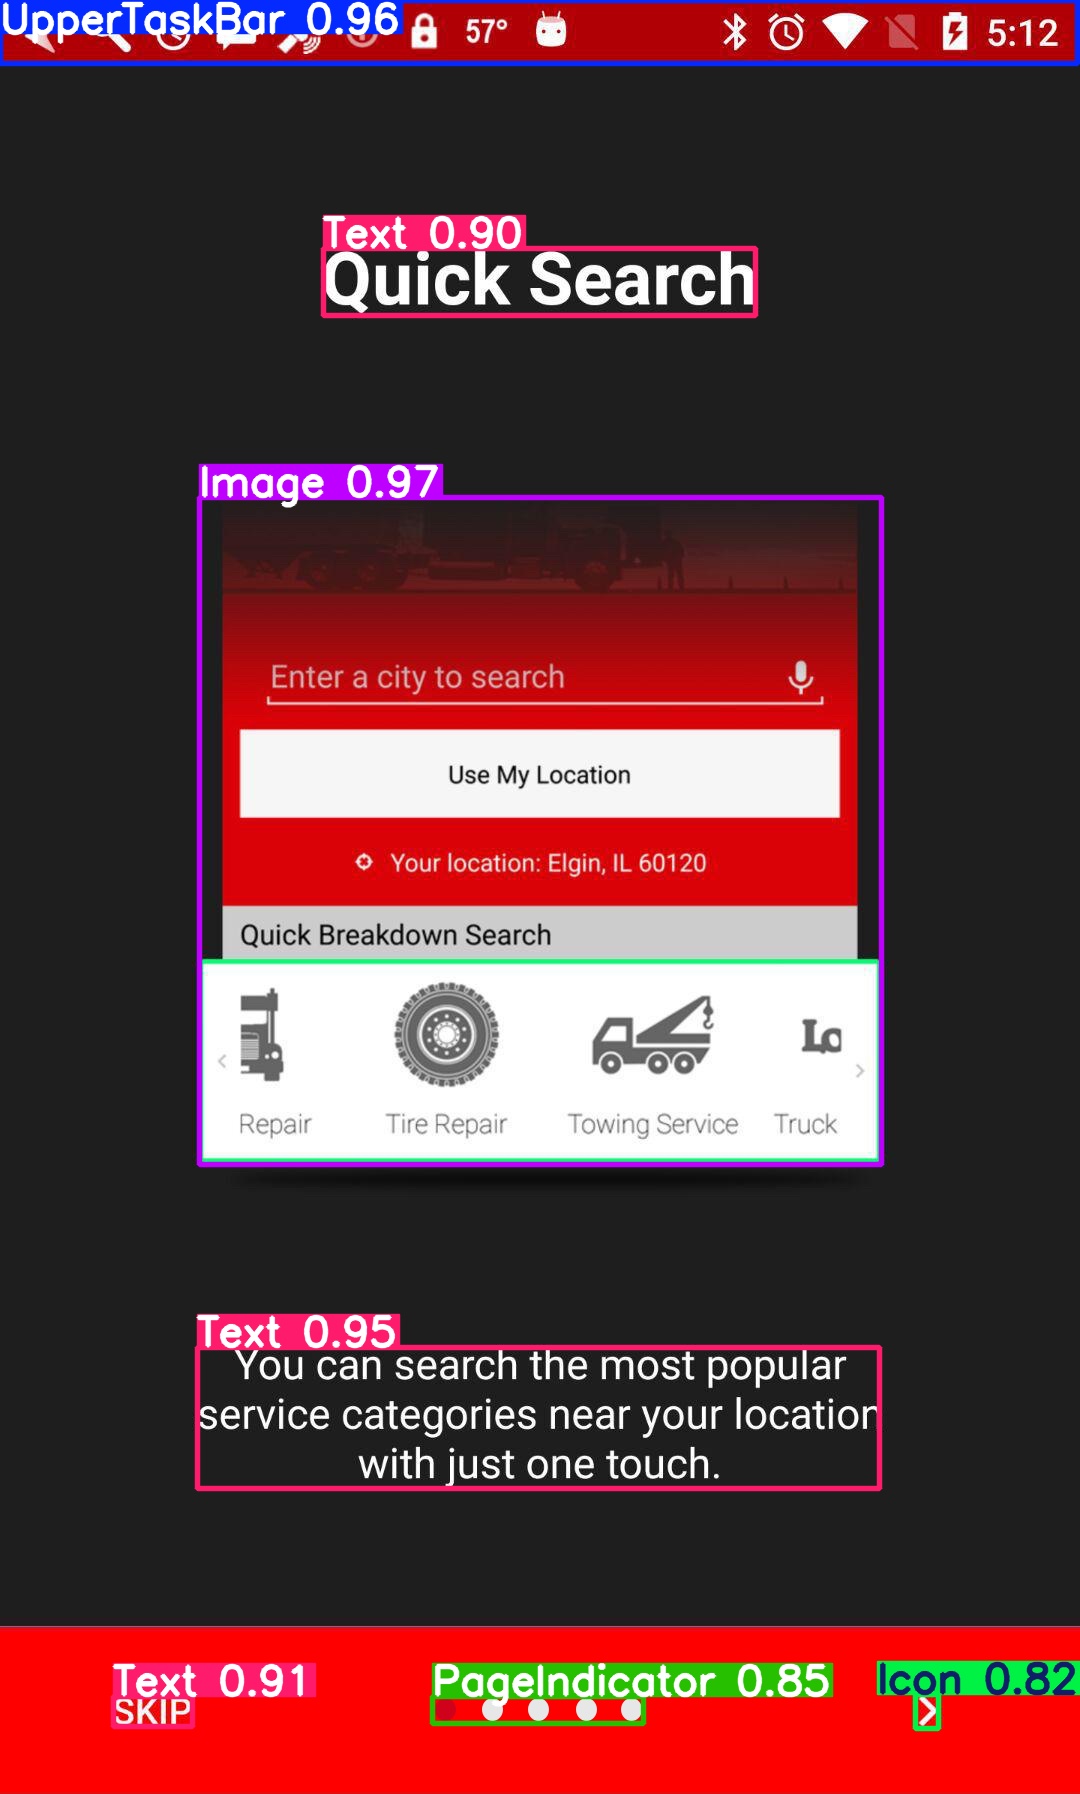 UpperTaskBar 0.96
57° 5:12
Text 0.90
Quick Search
Image 0.97
Enter a city to search
Use My Location
Your location: Elgin, IL 60120
Quick Breakdown Search
Lo
Repair Tire Repair Towing Service Truck
Text 0.95
You can search the most popular
service categories near your location
with just one touch.
Text 0.91 PageIndicator 0.85 Icon 0.82
SKIP